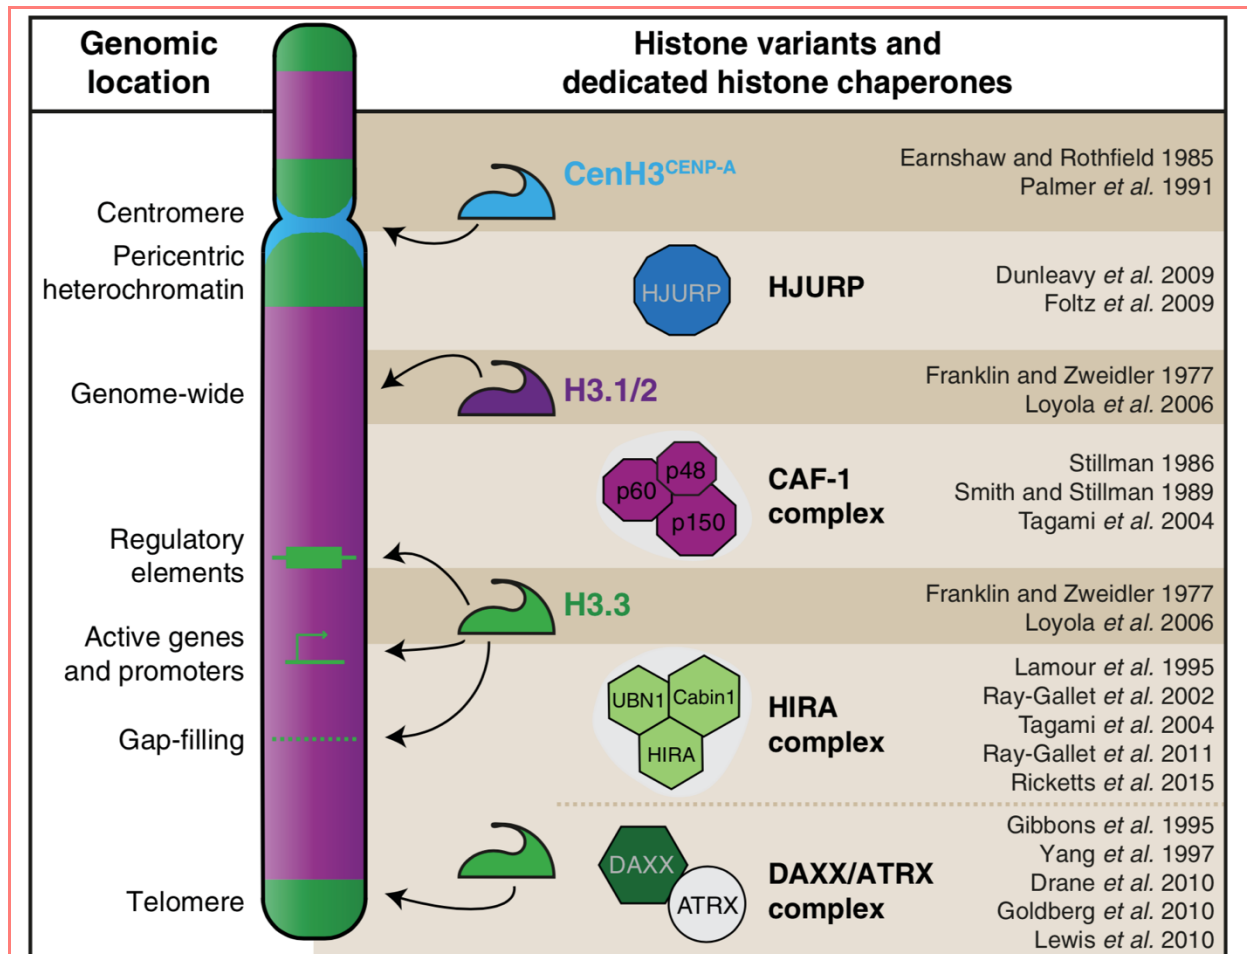 Genomic
location
Histone variants and
dedicated histone chaperones
Centromere
CenH3CENP-A
Earnshaw and Rothfield 1985
Palmer et al. 1991
Pericentric
heterochromatin
HJURP
HJURP
Dunleavy et al. 2009
Foltz et al. 2009
Genome-wide
H3.1/2
Franklin and Zweidler 1977
Loyola et al. 2006
p60
p48
p150
CAF-1
complex
Stillman 1986
Smith and Stillman 1989
Tagami et al. 2004
Regulatory
elements
Active genes
and promoters
Gap-filling
H3.3
Franklin and Zweidler 1977
Loyola et al. 2006
UBN1
Cabin1
HIRA
HIRA
complex
Lamour et al. 1995
Ray-Gallet et al. 2002
Tagami et al. 2004
Ray-Gallet et al. 2011
Ricketts et al. 2015
Telomere
DAXX
ATRX
DAXX/ATRX
complex
Gibbons et al. 1995
Yang et al. 1997
Drane et al. 2010
Goldberg et al. 2010
Lewis et al. 2010